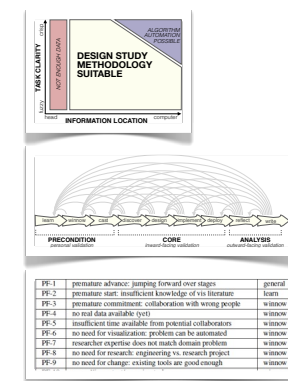 TASK CLARITY
fuzzy
crisp
NOT ENOUGH DATA
DESIGN STUDY
METHODOLOGY
SUITABLE
ALGORITHM
AUTOMATION
POSSIBLE
head
INFORMATION LOCATION
computer
learn winnow cast discover design implement deploy reflect write
PRECONDITION
personal validation
CORE
inward-facing validation
ANALYSIS
outward-facing validation
PF-1 premature advance: jumping forward over stages general
PF-2 premature start: insufficient knowledge of vis literature learn
PF-3 premature commitment: collaboration with wrong people winnow
PF-4 no real data available (yet) winnow
PF-5 insufficient time available from potential collaborators winnow
PF-6 no need for visualization: problem can be automated winnow
PF-7 researcher expertise does not match domain problem winnow
PF-8 no need for research: engineering vs. research project winnow
PF-9 no need for change: existing tools are good enough winnow